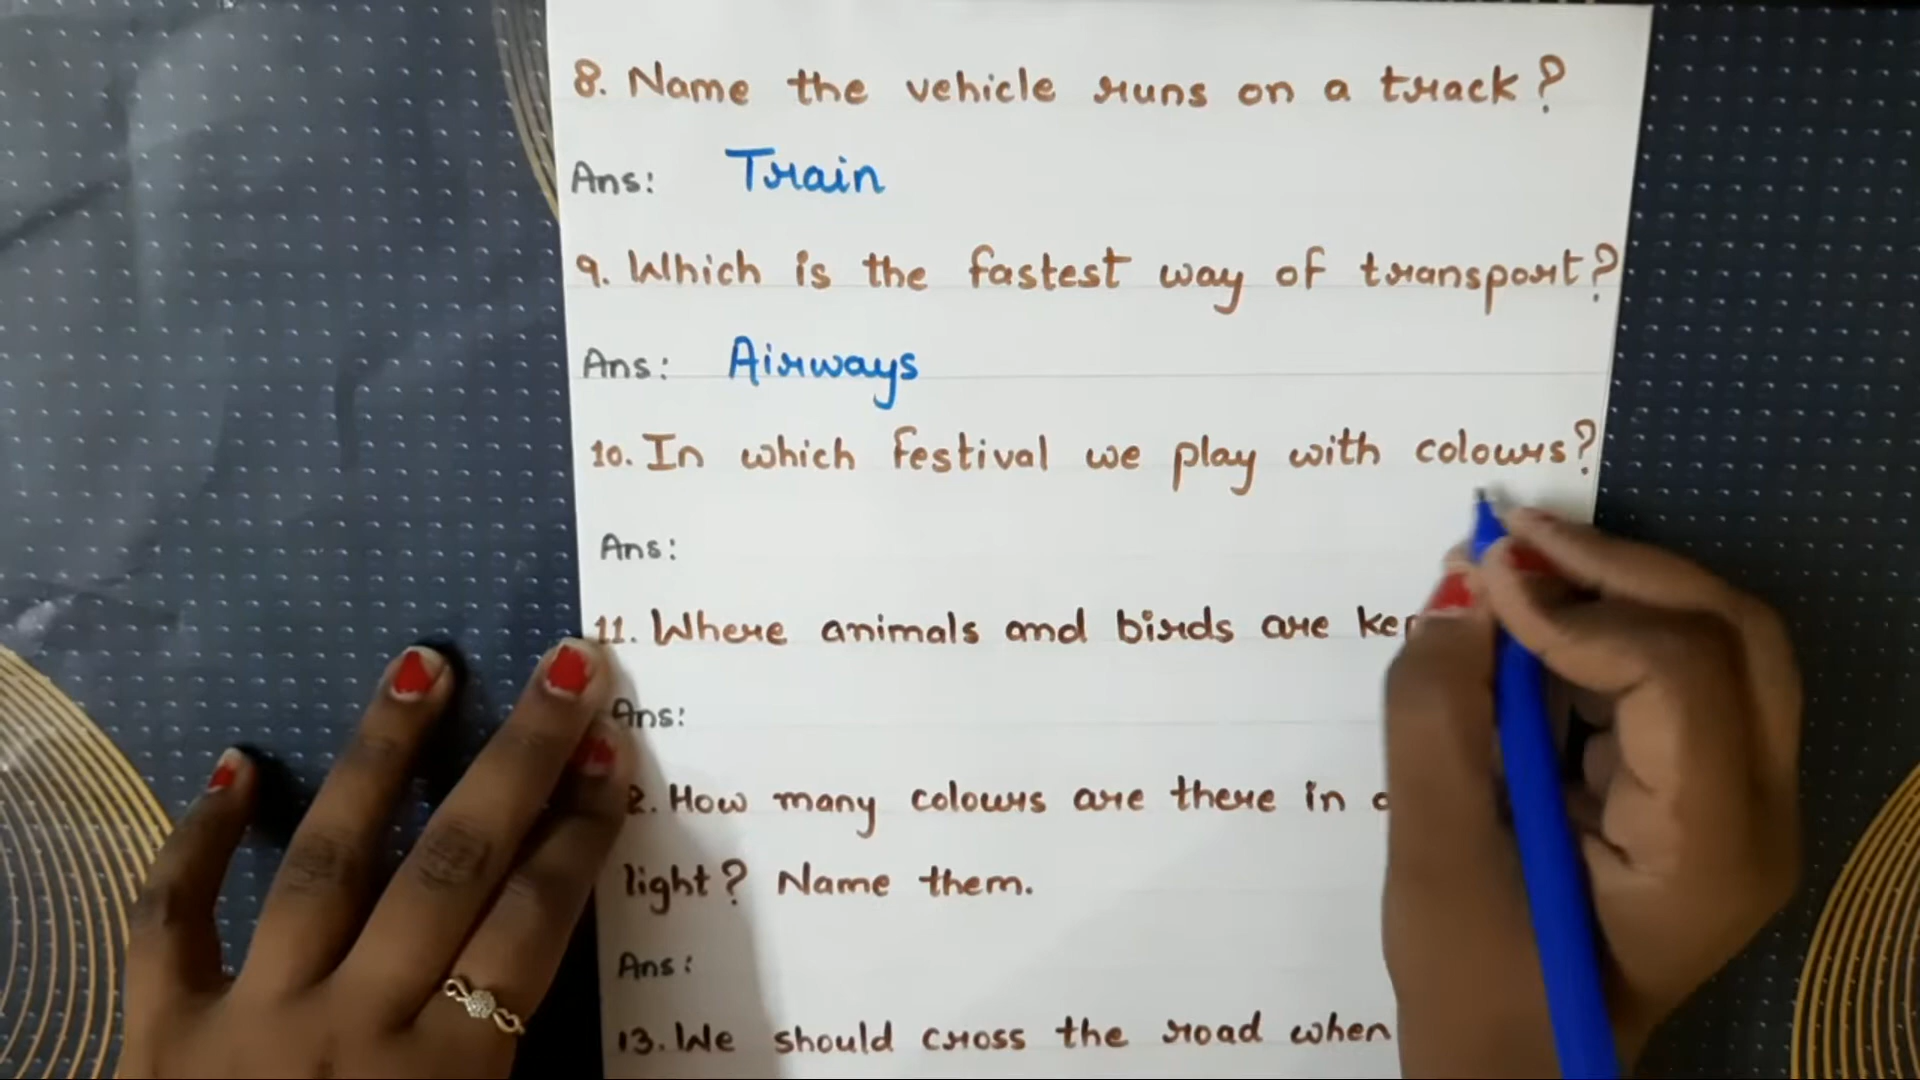 8. Name the vehicle runs on a track?
Ans: Train
9. Which is the fastest way of transport?
Ans: Airways
10. In which festival we play with colours?
Ans:
11. Where animals and birds are
Ans:
2. How many colours are there in
light? Name them.
Ans:
13. We should cross the road when